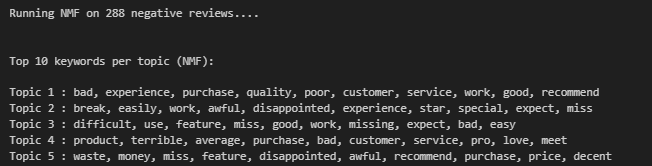 Running NMF on 288 negative reviews....
Top 10 keywords per topic (NMF):
Topic 1 : bad, experience, purchase, quality, poor, customer, service, work, good, recommend
Topic 2 : break, easily, work, awful, disappointed, experience, star, special, expect, miss
Topic 3 : difficult, use, feature, miss, good, work, missing, expect, bad, easy
Topic 4 : product, terrible, average, purchase, bad, customer, service, pro, love, meet
Topic 5 : waste, money, miss, feature, disappointed, awful, recommend, purchase, price, decent